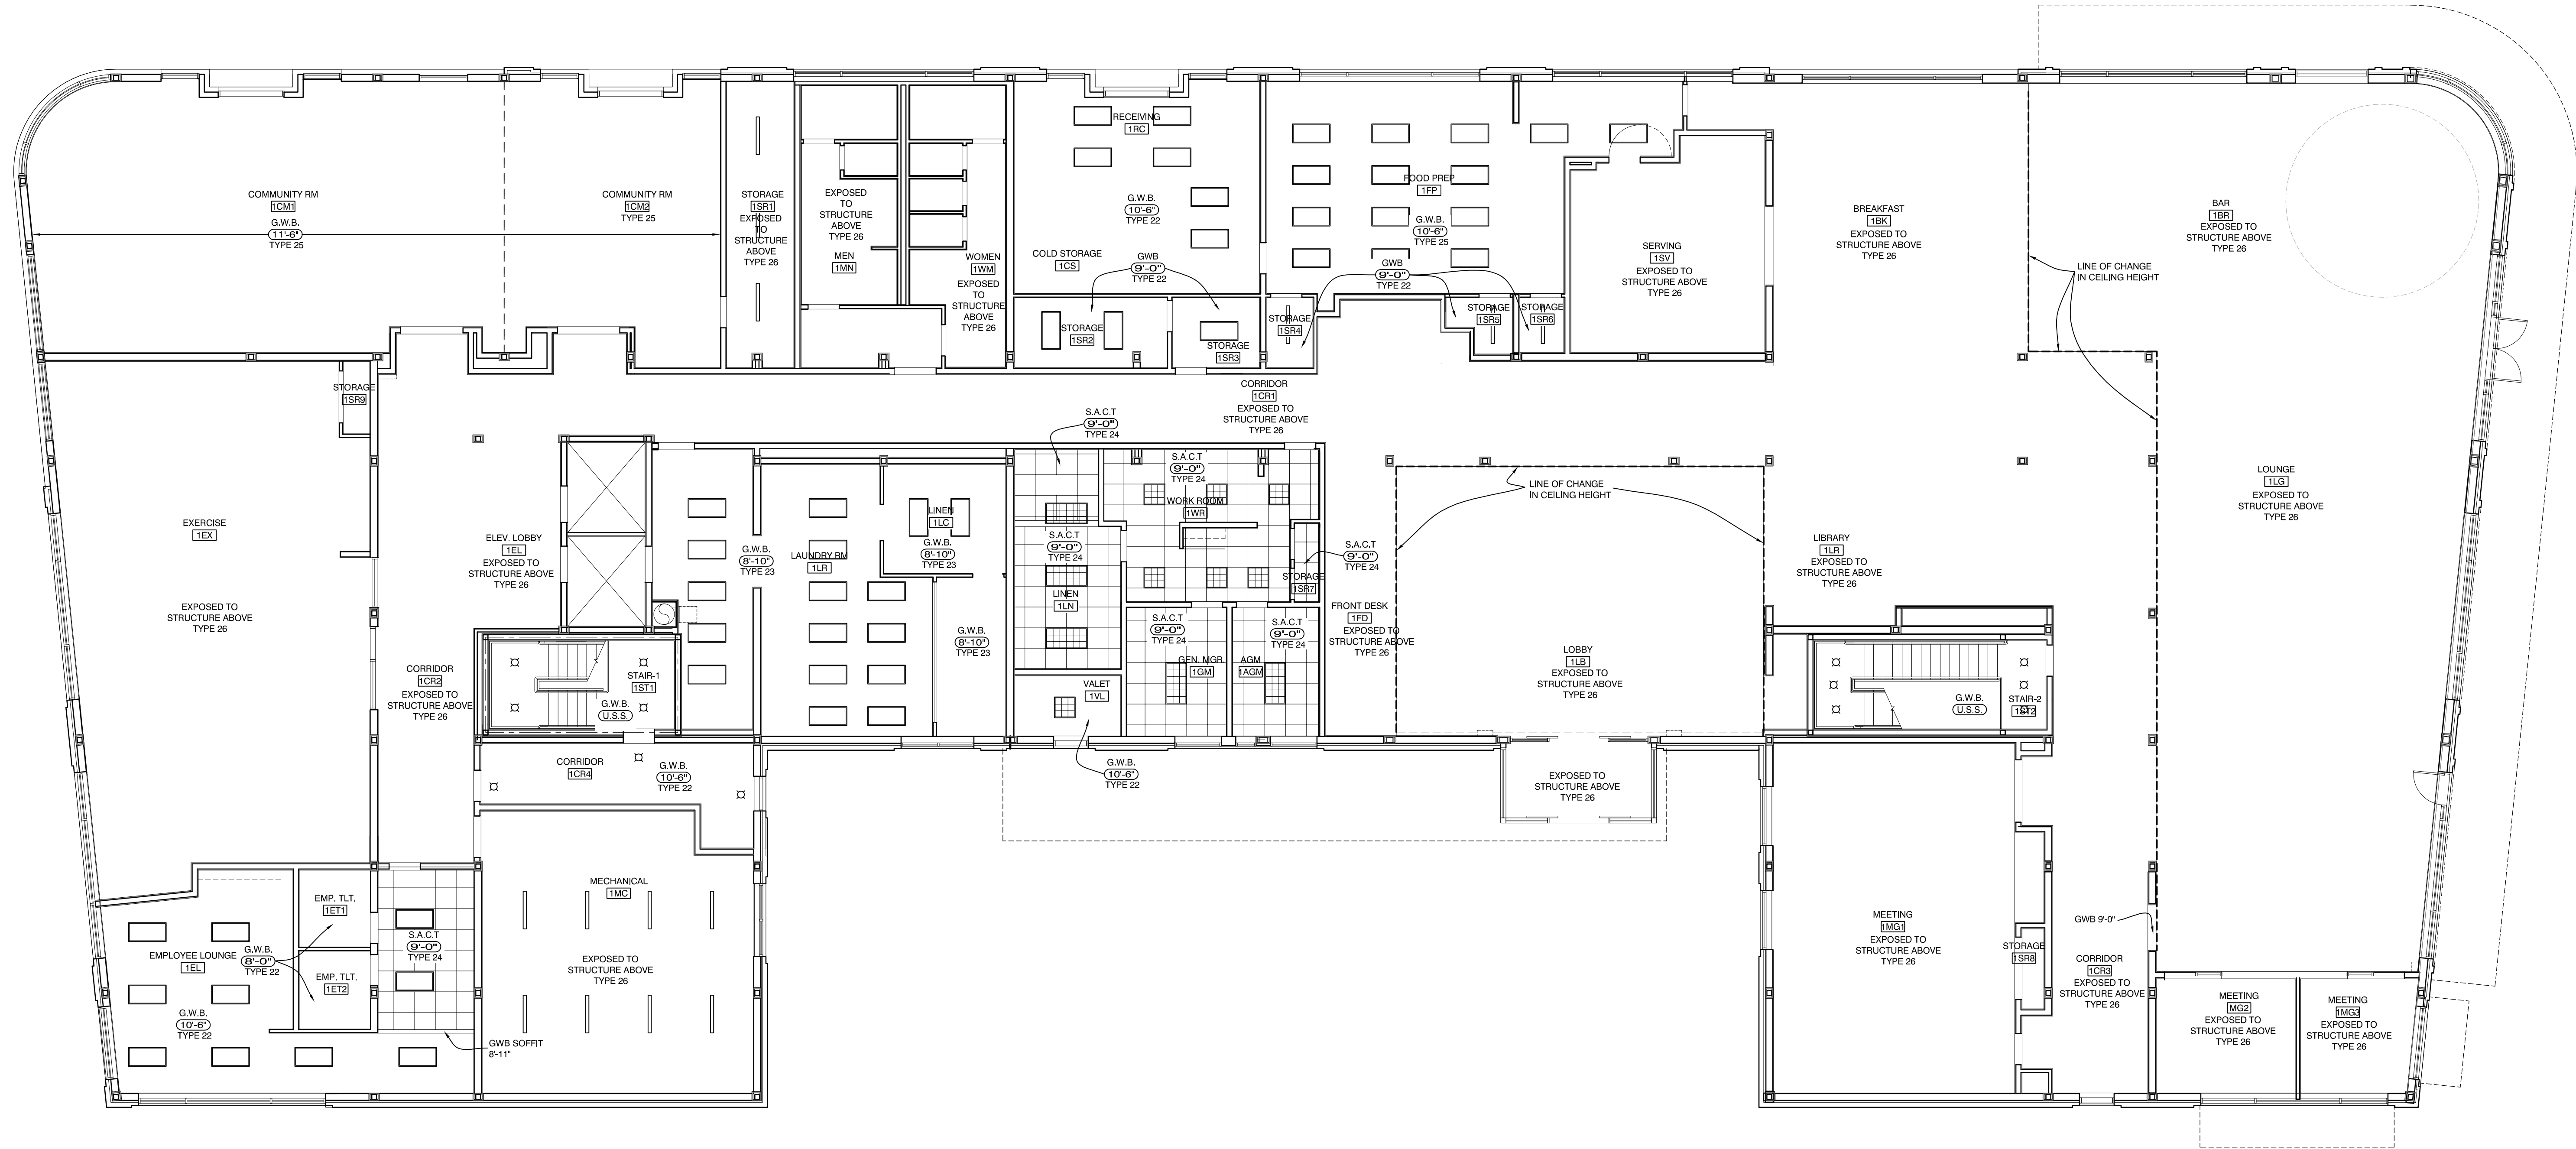 COMMUNITY RM
1CM1
G.W.B.
11'-6"
TYPE 25
COMMUNITY RM
1CM2
TYPE 25
STORAGE
1SR1
EXPOSED
TO
STRUCTURE
ABOVE
TYPE 26
EXPOSED
TO
STRUCTURE
ABOVE
TYPE 26
MEN
1MN
WOMEN
1WM
EXPOSED
TO
STRUCTURE
ABOVE
TYPE 26
RECEIVING
1RC
G.W.B.
10'-6"
TYPE 22
COLD STORAGE
1CS
GWB
9'-0"
TYPE 22
STORAGE
1SR2
STORAGE
1SR3
FOOD PREP
1FP
G.W.B.
10'-6"
TYPE 25
GWB
9'-0"
TYPE 22
STORAGE
1SR4
STORAGE
1SR5
STORAGE
1SR6
SERVING
1SV
EXPOSED TO
STRUCTURE ABOVE
TYPE 26
BREAKFAST
1BK
EXPOSED TO
STRUCTURE ABOVE
TYPE 26
BAR
1BR
EXPOSED TO
STRUCTURE ABOVE
TYPE 26
LINE OF CHANGE
IN CEILING HEIGHT
STORAGE
1SR9
CORRIDOR
1CR1
EXPOSED TO
STRUCTURE ABOVE
TYPE 26
S.A.C.T
9'-0"
TYPE 24
EXERCISE
1EX
EXPOSED TO
STRUCTURE ABOVE
TYPE 26
ELEV. LOBBY
1EL
EXPOSED TO
STRUCTURE ABOVE
TYPE 26
G.W.B.
8'-10"
TYPE 23
LAUNDRY RM
1LR
LINEN
1LC
G.W.B.
8'-10"
TYPE 23
G.W.B.
8'-10"
TYPE 23
S.A.C.T
9'-0"
TYPE 24
LINEN
1LN
S.A.C.T
9'-0"
TYPE 24
WORK ROOM
1WR
S.A.C.T
9'-0"
TYPE 24
STORAGE
1SR7
S.A.C.T
9'-0"
TYPE 24
GEN. MGR.
1GM
S.A.C.T
9'-0"
TYPE 24
AGM
1AGM
FRONT DESK
1FD
EXPOSED TO
STRUCTURE ABOVE
TYPE 26
LINE OF CHANGE
IN CEILING HEIGHT
LOBBY
1LB
EXPOSED TO
STRUCTURE ABOVE
TYPE 26
LIBRARY
1LR
EXPOSED TO
STRUCTURE ABOVE
TYPE 26
LOUNGE
1LG
EXPOSED TO
STRUCTURE ABOVE
TYPE 26
CORRIDOR
1CR2
EXPOSED TO
STRUCTURE ABOVE
TYPE 26
STAIR-1
1ST1
G.W.B.
U.S.S.
VALET
1VL
G.W.B.
10'-6"
TYPE 22
G.W.B.
U.S.S.
STAIR-2
1ST2
CORRIDOR
1CR4
G.W.B.
10'-6"
TYPE 22
EXPOSED TO
STRUCTURE ABOVE
TYPE 26
MECHANICAL
1MC
EXPOSED TO
STRUCTURE ABOVE
TYPE 26
EMP. TLT.
1ET1
EMP. TLT.
1ET2
EMPLOYEE LOUNGE
1EL
G.W.B.
8'-0"
TYPE 22
G.W.B.
10'-6"
TYPE 22
S.A.C.T
9'-0"
TYPE 24
GWB SOFFIT
8'-11"
MEETING
1MG1
EXPOSED TO
STRUCTURE ABOVE
TYPE 26
STORAGE
1SR8
GWB 9'-0"
CORRIDOR
1CR3
EXPOSED TO
STRUCTURE ABOVE
TYPE 26
MEETING
MG2
EXPOSED TO
STRUCTURE ABOVE
TYPE 26
MEETING
1MG3
EXPOSED TO
STRUCTURE ABOVE
TYPE 26